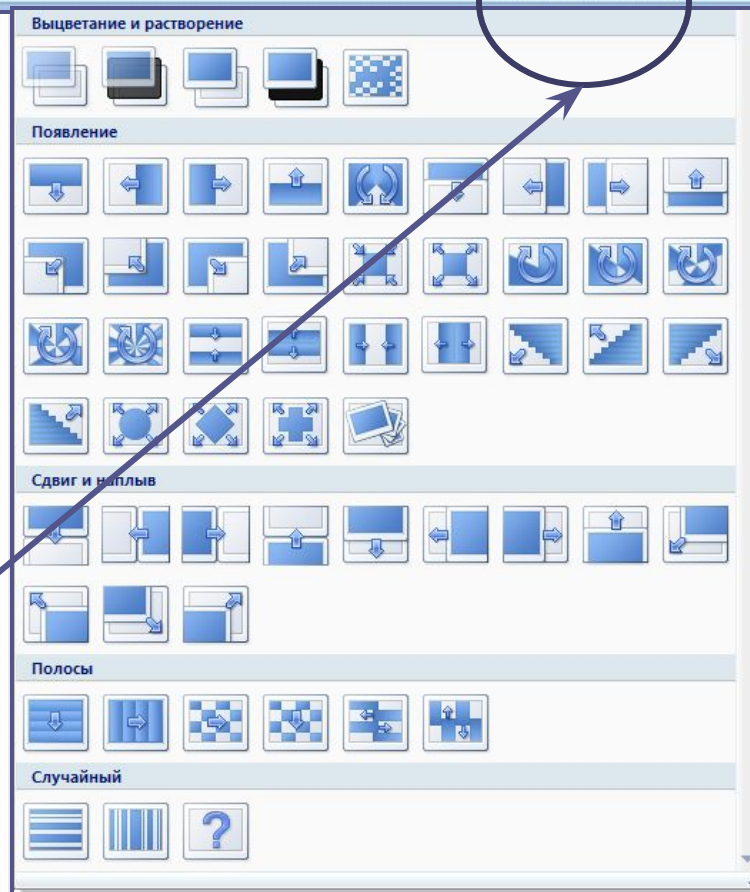 Выцветание и растворение
Появление
Сдвиг и наплыв
Полосы
Случайный
?